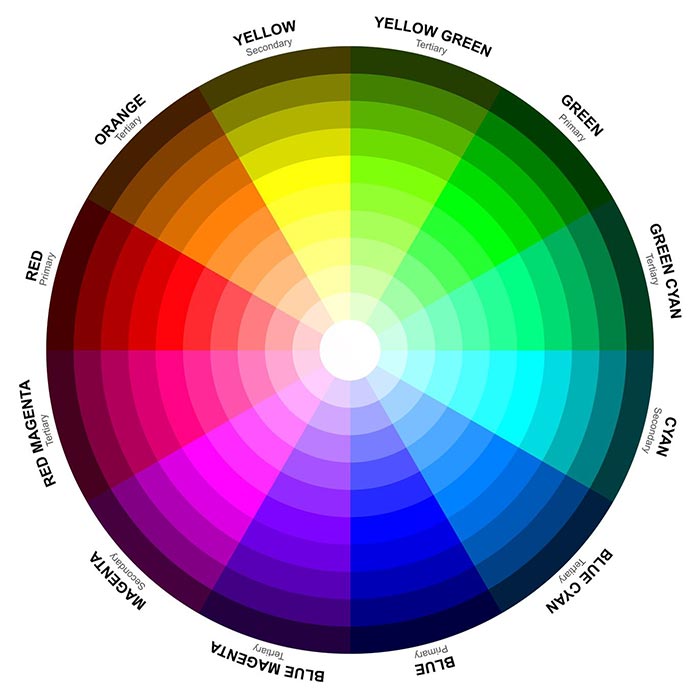 YELLOW
Secondary
YELLOW GREEN
Tertiary
GREEN
Primary
GREEN CYAN
Tertiary
CYAN
Secondary
BLUE CYAN
Tertiary
BLUE
Primary
BLUE MAGENTA
Tertiary
MAGENTA
Secondary
RED MAGENTA
Tertiary
RED
Primary
ORANGE
Tertiary